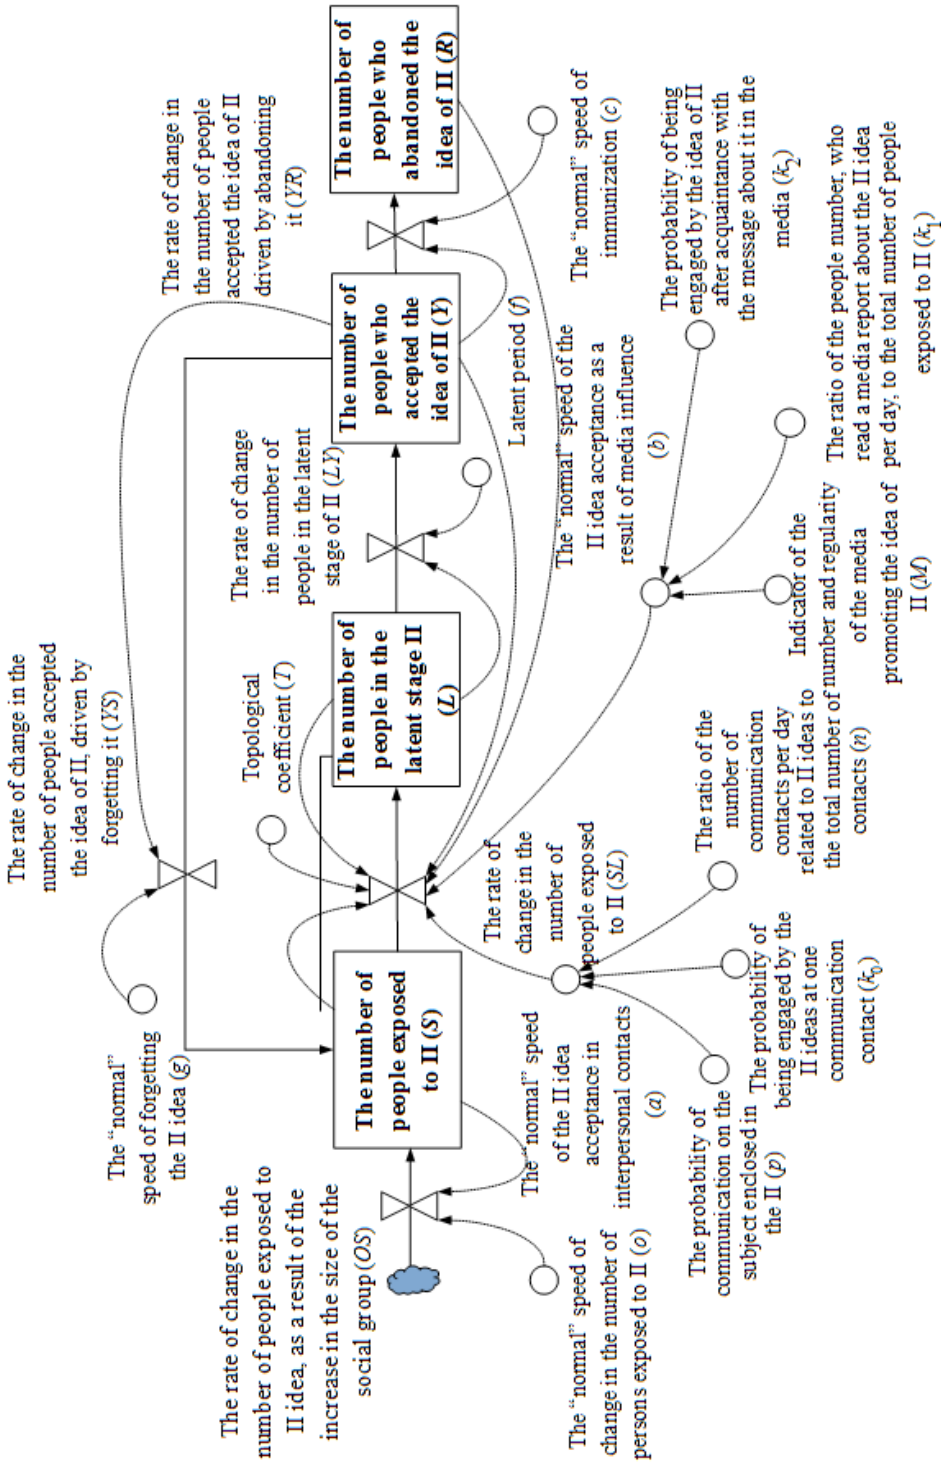 The rate of change in the
number of people exposed to
II idea, as a result of the
increase in the size of the
social group (OS)
The "normal"
speed of forgetting
the II idea (g)
The rate of change in the
number of people accepted
the idea of II, driven by
forgetting it (YS)
The rate of change in
the number of people
accepted the idea of II
driven by abandoning
it (YR)
Topological
coefficient (T)
The rate of change
in the number of
people in the latent
stage of II (LY)
The number of
people exposed
to II (S)
The number of
people in the
latent stage II
(L)
The number of
people who
accepted the
idea of II (Y)
The number of
people who
abandoned the
idea of II (R)
The "normal" speed of
change in the number of
persons exposed to II (o)
The "normal" speed
of the II idea
acceptance in
interpersonal contacts
(a)
The rate of
change in the
number of
people exposed
to II (SL)
Latent period (f)
The "normal" speed of
immunization (c)
The "normal" speed of the
II idea acceptance as a
result of media influence
(b)
The probability of
communication on the
subject enclosed in
the II (p)
The probability of
being engaged by the
II ideas at one
communication
contact (k0)
The ratio of the
number of
communication
contacts per day
related to II ideas to
the total number of
contacts (n)
Indicator of the
number and regularity
of the media
promoting the idea of
II (M)
The ratio of the people number, who
read a media report about the II idea
per day, to the total number of people
exposed to II (k1)
The probability of being
engaged by the idea of II
after acquaintance with
the message about it in the
media (k2)